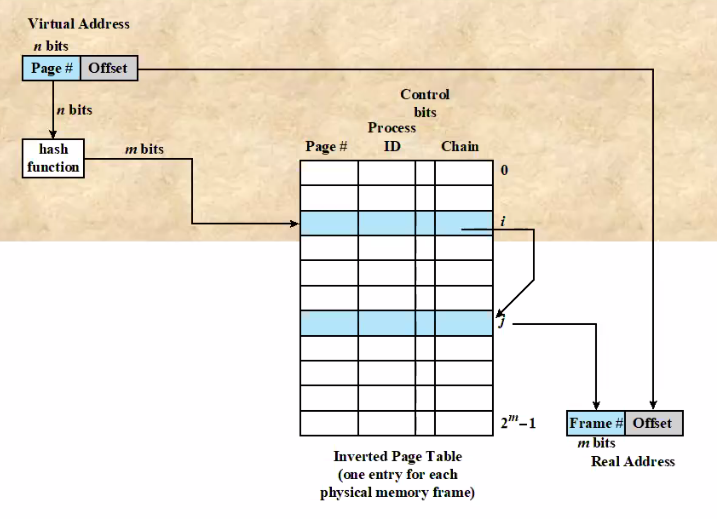 Virtual Address
n bits
Page # Offset
n bits
hash
function
m bits
Control
bits
Process
Page # ID Chain
0
i
j
2^m – 1
Frame # Offset
m bits
Real Address
Inverted Page Table
(one entry for each
physical memory frame)